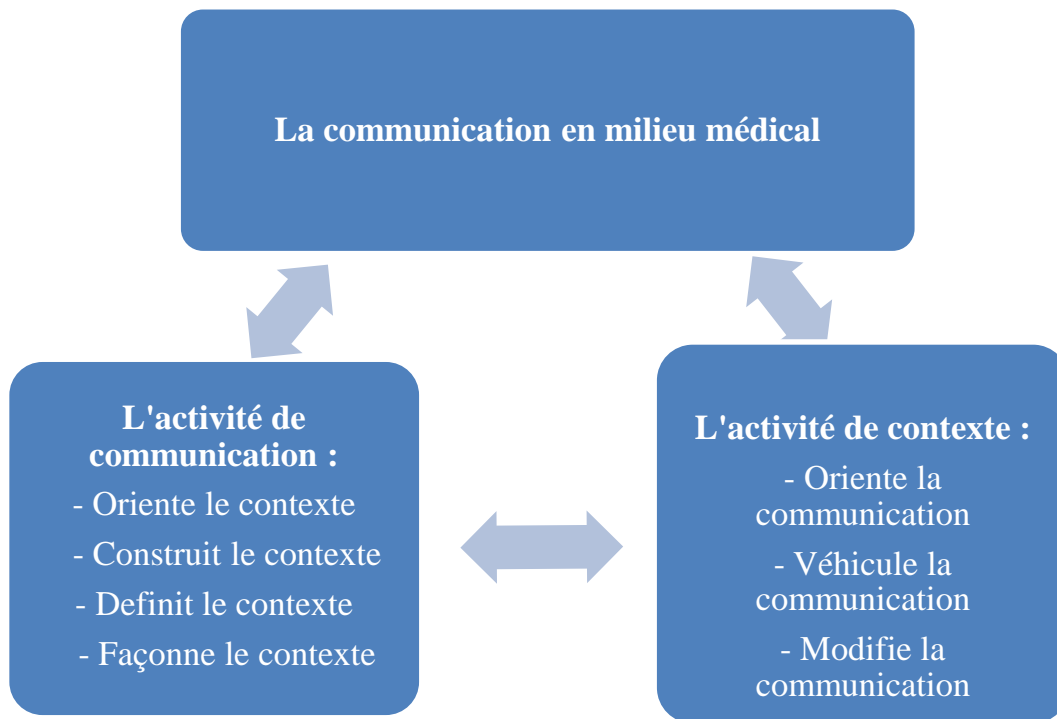 La communication en milieu médical
L'activité de
communication :
- Oriente le contexte
- Construit le contexte
- Definit le contexte
- Façonne le contexte
L'activité de contexte :
- Oriente la
communication
- Véhicule la
communication
- Modifie la
communication